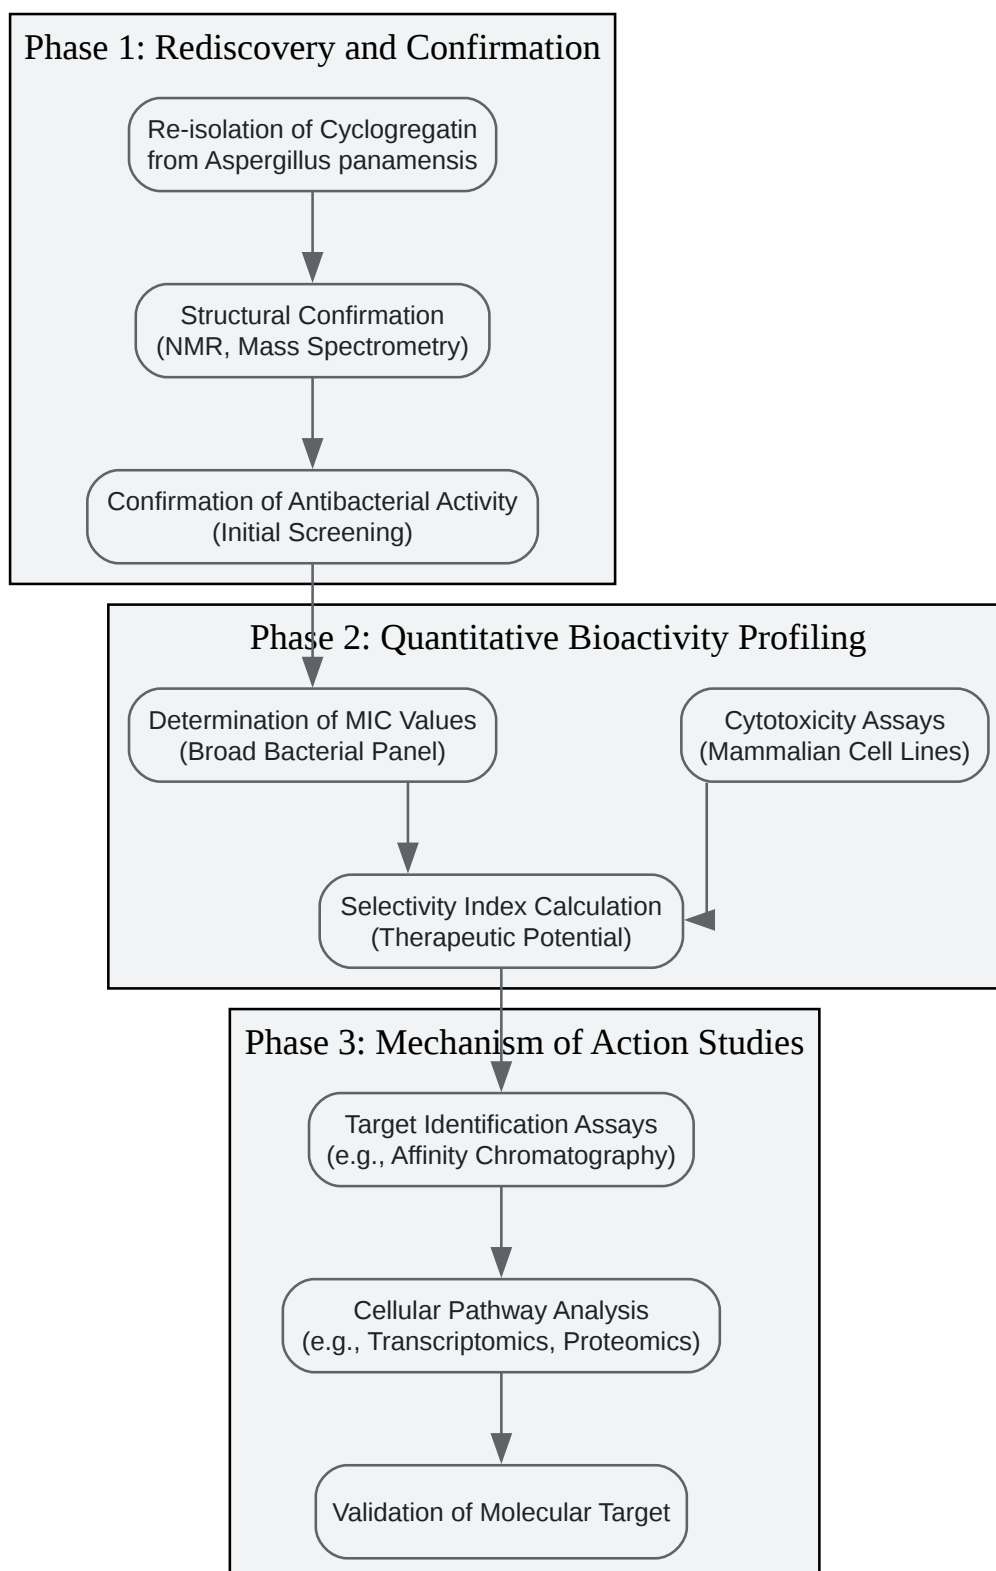 Phase 1: Rediscovery and Confirmation
Re-isolation of Cyclogregatin
from Aspergillus panamensis
Structural Confirmation
(NMR, Mass Spectrometry)
Confirmation of Antibacterial Activity
(Initial Screening)
Phase 2: Quantitative Bioactivity Profiling
Determination of MIC Values
(Broad Bacterial Panel)
Cytotoxicity Assays
(Mammalian Cell Lines)
Selectivity Index Calculation
(Therapeutic Potential)
Phase 3: Mechanism of Action Studies
Target Identification Assays
(e.g., Affinity Chromatography)
Cellular Pathway Analysis
(e.g., Transcriptomics, Proteomics)
Validation of Molecular Target